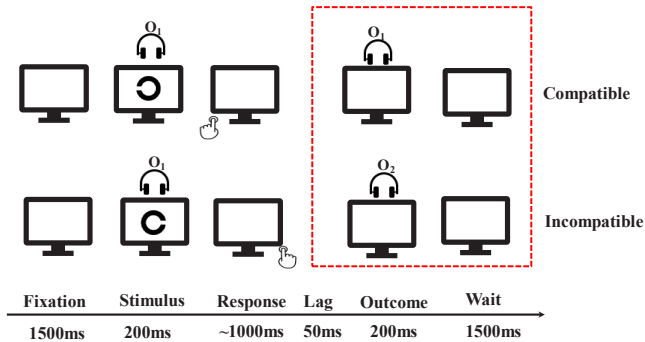 O₁ O₁
Compatible
O₁ O₂
Incompatible
Fixation Stimulus Response Lag Outcome Wait
1500ms 200ms ~1000ms 50ms 200ms 1500ms